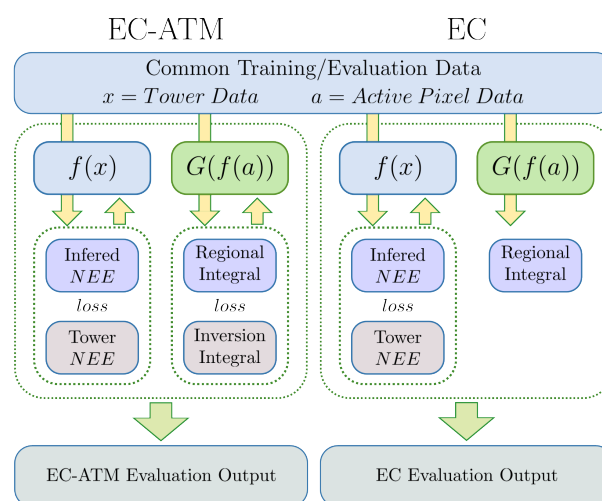 EC-ATM
EC
Common Training/Evaluation Data
x = Tower Data a = Active Pixel Data
f(x)
G(f(a))
f(x)
G(f(a))
Infered
NEE
loss
Tower
NEE
Regional
Integral
loss
Inversion
Integral
Infered
NEE
loss
Tower
NEE
Regional
Integral
EC-ATM Evaluation Output
EC Evaluation Output